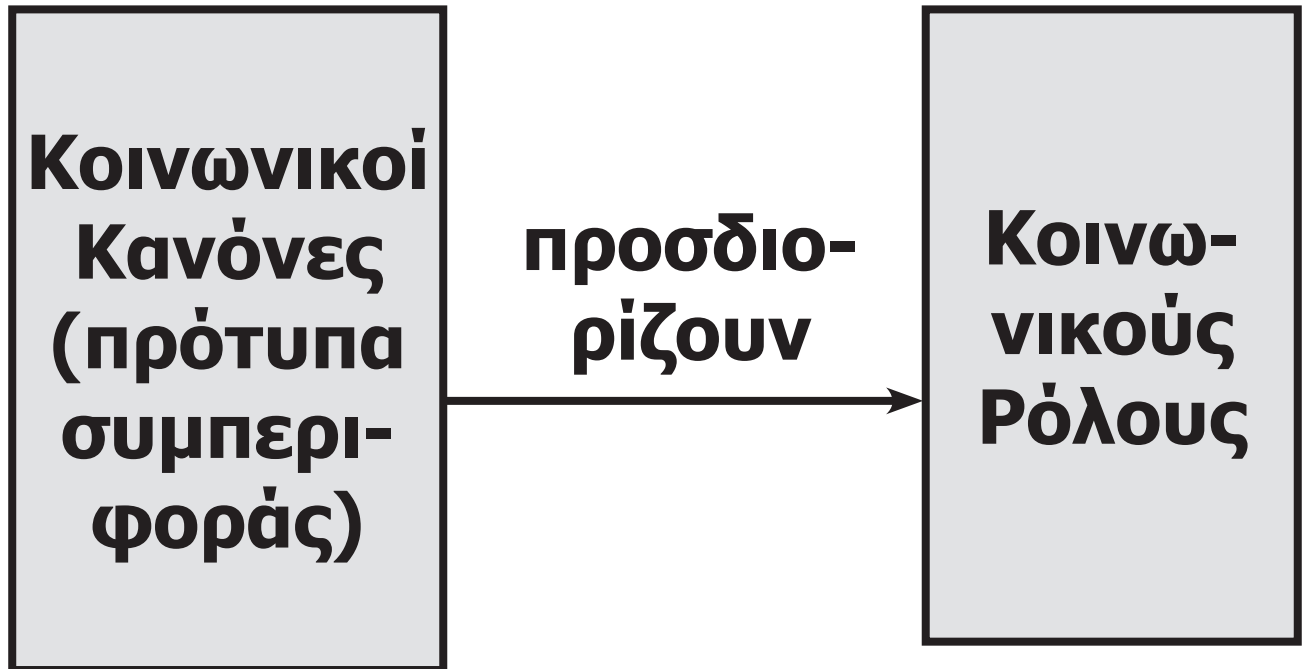 Κοινωνικοί
Κανόνες
(πρότυπα
συμπερι-
φοράς)
προσδιο-
ρίζουν
Κοινω-
νικούς
Ρόλους